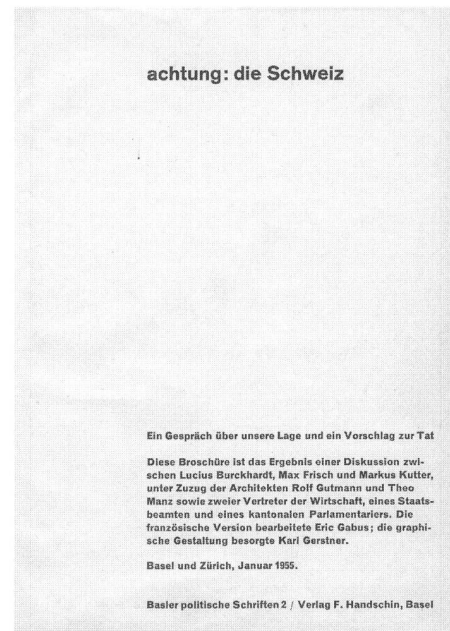 achtung: die Schweiz
Ein Gespräch über unsere Lage und ein Vorschlag zur Tat
Diese Broschüre ist das Ergebnis einer Diskussion zwi-
schen Lucius Burckhardt, Max Frisch und Markus Kutter,
unter Zuzug der Architekten Rolf Gutmann und Theo
Manz sowie zweier Vertreter der Wirtschaft, eines Staats-
beamten und eines kantonalen Parlamentariers. Die
französische Version bearbeitete Eric Gabus; die graphi-
sche Gestaltung besorgte Karl Gerstner.
Basel und Zürich, Januar 1955.
Basler politische Schriften 2 / Verlag F. Handschin, Basel